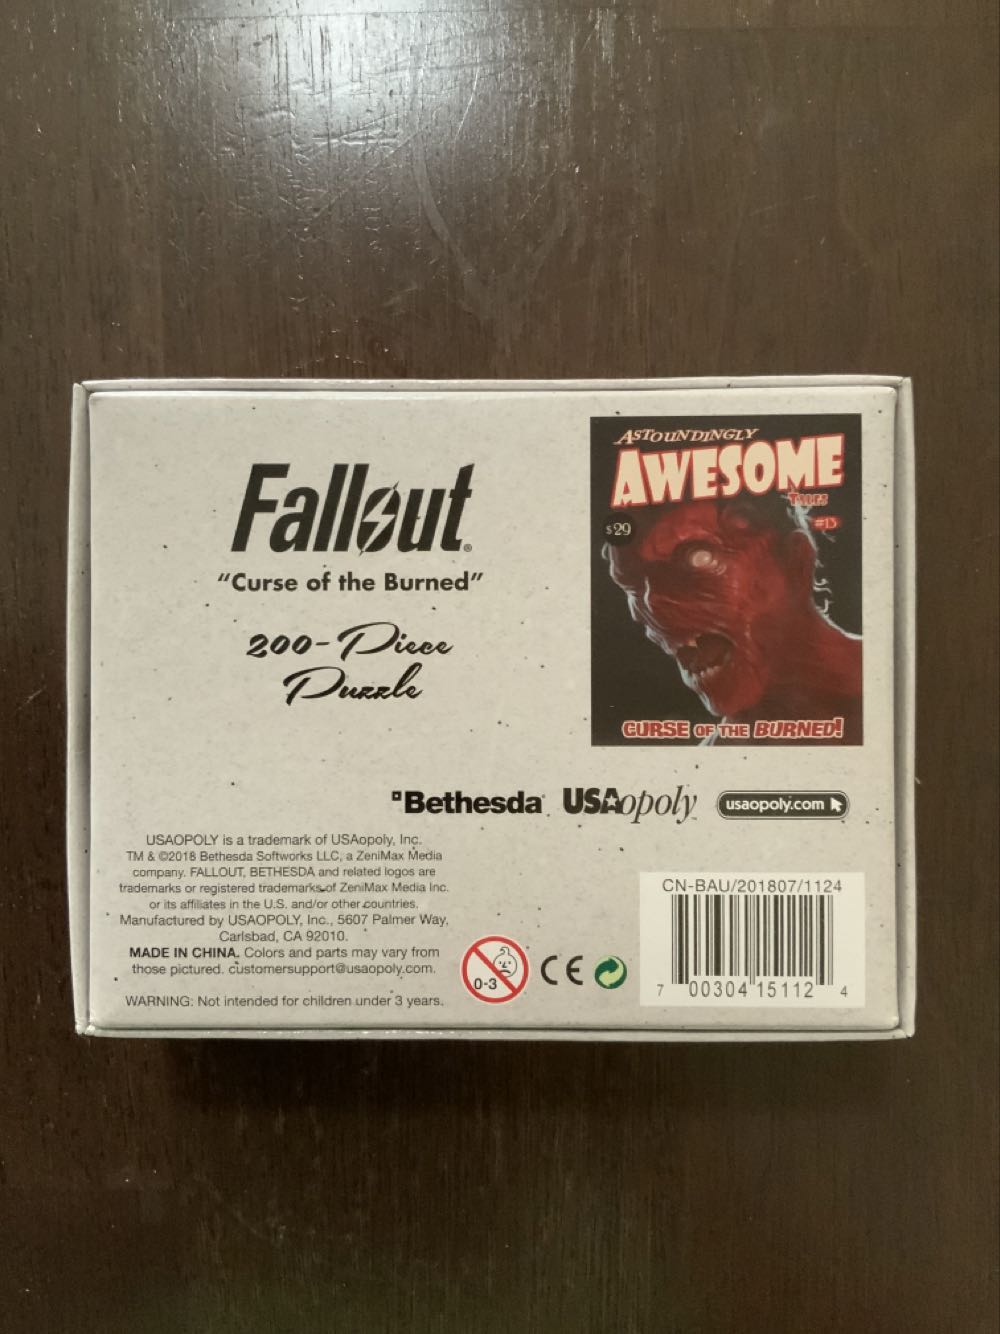 Fallout®
"Curse of the Burned"
200-Piece
Puzzle
ASTOUNDINGLY
AWESOME
TALES
$29
#13
CURSE OF THE BURNED!
Bethesda
USAopoly™
usaopoly.com
USAOPOLY is a trademark of USAopoly, Inc.
TM & ©2018 Bethesda Softworks LLC, a ZeniMax Media
company. FALLOUT, BETHESDA and related logos are
trademarks or registered trademarks of ZeniMax Media Inc.
or its affiliates in the U.S. and/or other countries.
Manufactured by USAOPOLY, Inc., 5607 Palmer Way,
Carlsbad, CA 92010.
MADE IN CHINA. Colors and parts may vary from
those pictured. customersupport@usaopoly.com.
WARNING: Not intended for children under 3 years.
0-3
CE
CN-BAU/201807/1124
7 00304 15112 4